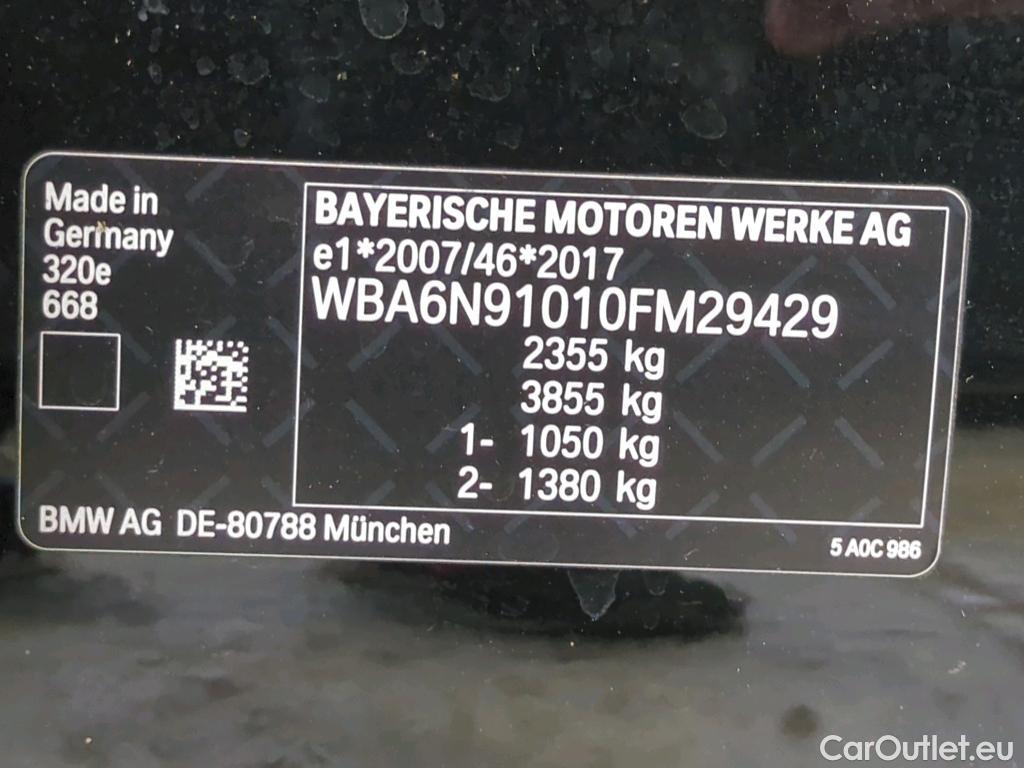 Made in
Germany
320e
668
BAYERISCHE MOTOREN WERKE AG
e1*2007/46*2017
WBA6N91010FM29429
2355 kg
3855 kg
1- 1050 kg
2- 1380 kg
BMW AG DE-80788 München
5 A0C 986
CarOutlet.eu